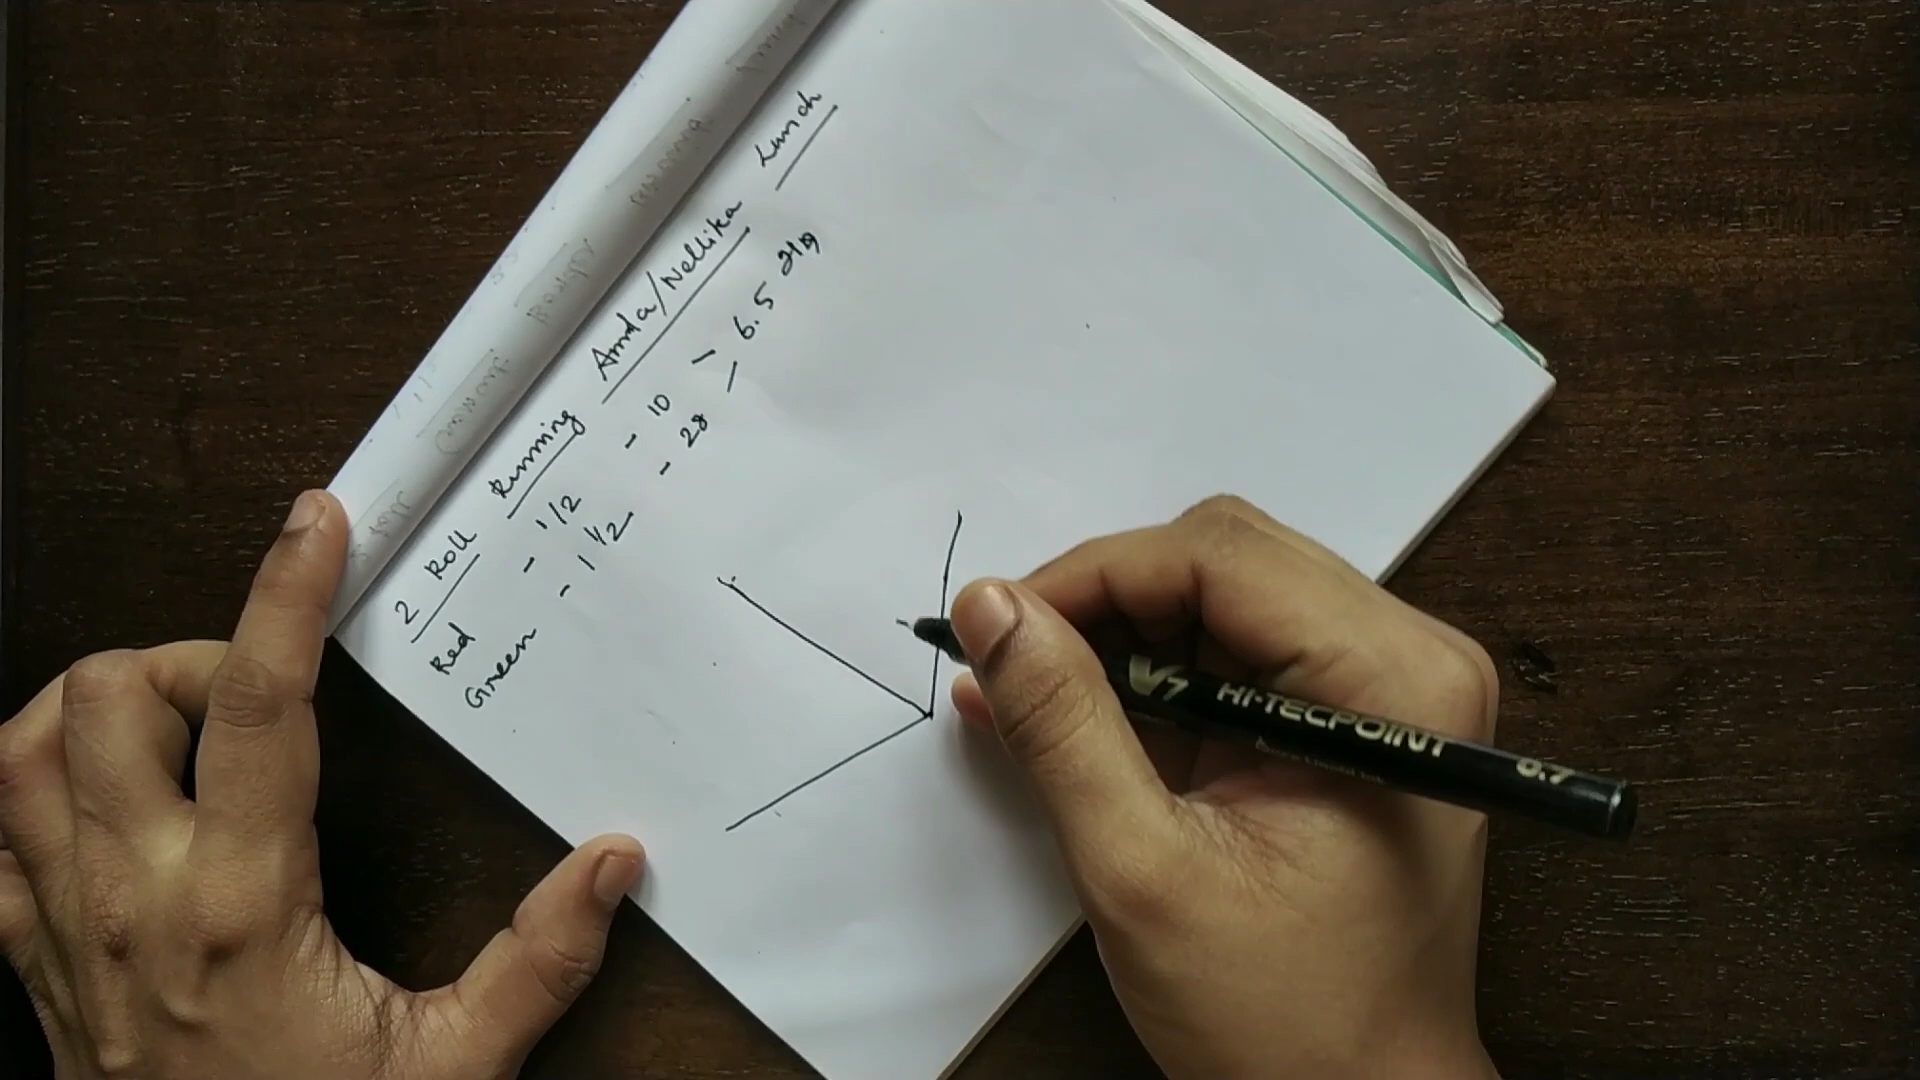 2 Roll Running Amla/Nellika Lunch
Red - 1/2 - 10 - 6.5
Green - 1 1/2 - 28 -
V7 HI-TECPOINT 0.7